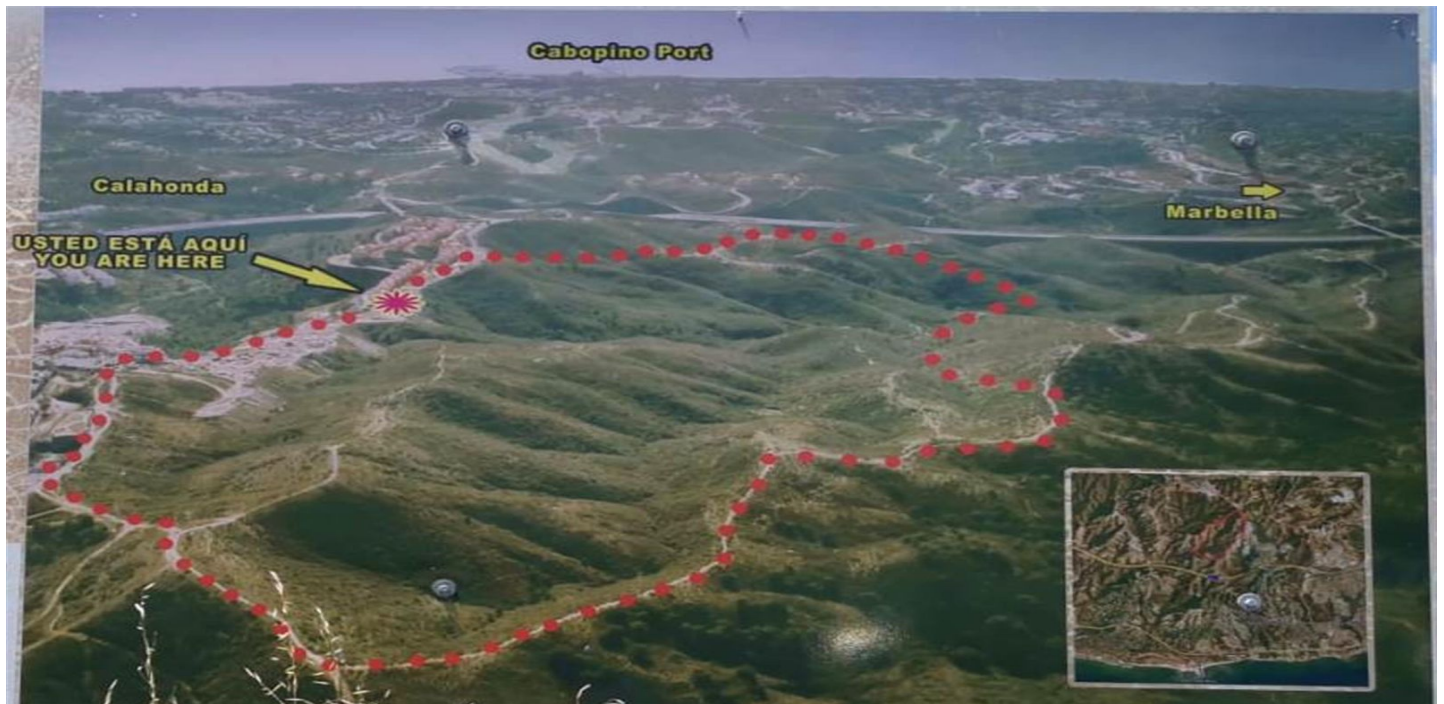 Cabopino Port
Calahonda
Marbella
USTED ESTÁ AQUÍ
YOU ARE HERE